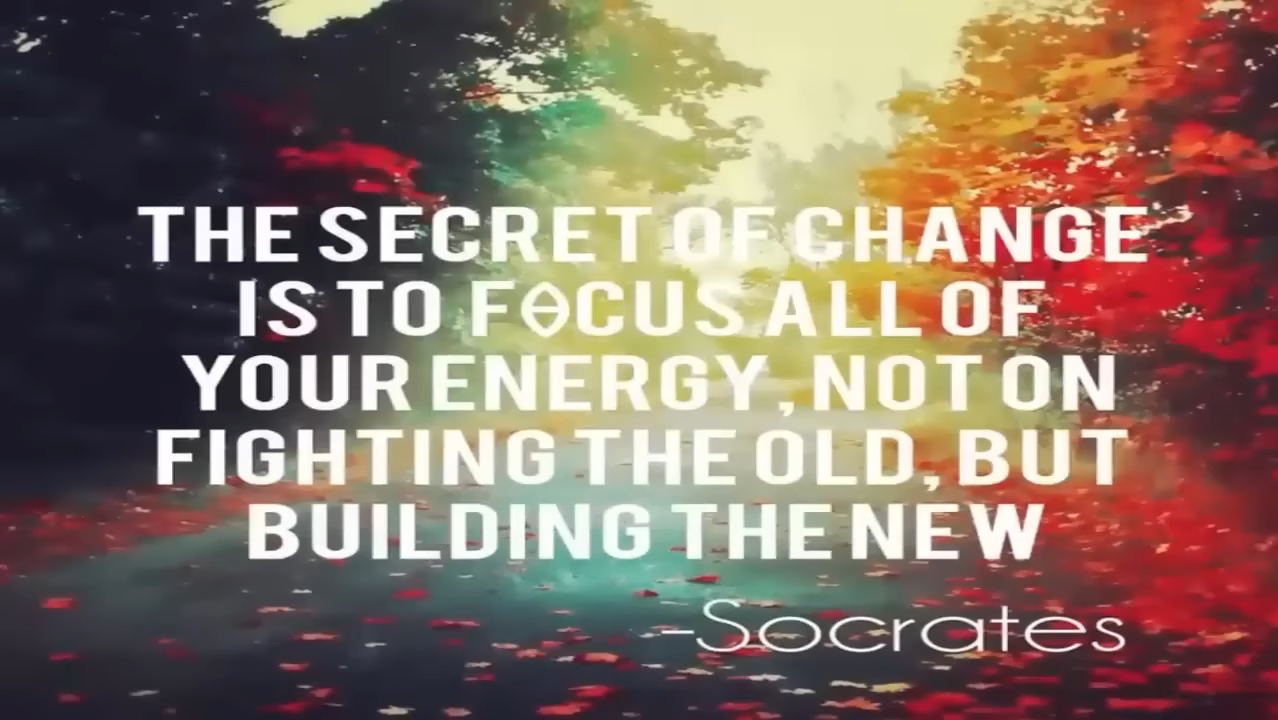 THE SECRET OF CHANGE
IS TO FOCUS ALL OF
YOUR ENERGY, NOT ON
FIGHTING THE OLD, BUT
BUILDING THE NEW
-Socrates